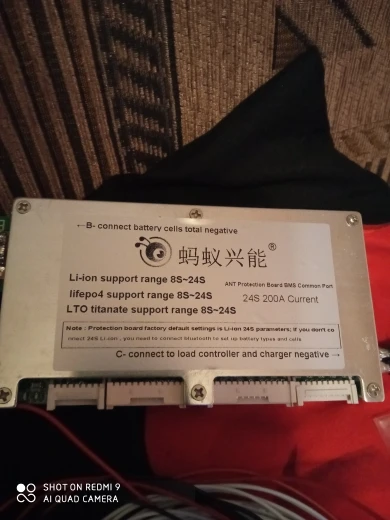 ←B- connect battery cells total negative
蚂蚁兴能®
Li-ion support range 8S~24S
ANT Protection Board BMS Common Port
lifepo4 support range 8S~24S
24S 200A Current
LTO titanate support range 8S~24S
Note : Protection board factory default settings is Li-ion 24S parameters; if you don't co
nnect 24S Li-ion , you need to connect bluetooth to set up battery types and cells
C- connect to load controller and charger negative→
SHOT ON REDMI 9
AI QUAD CAMERA